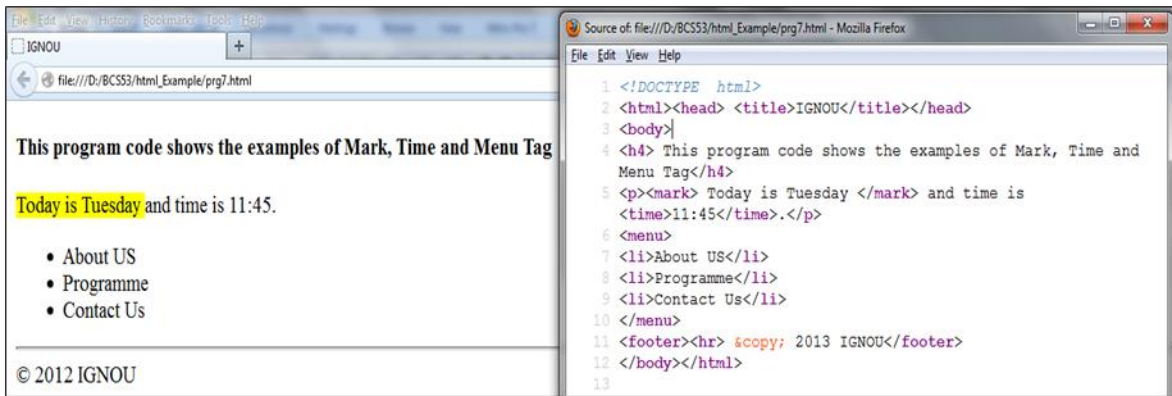 File Edit View History Bookmarks Tools Help
IGNOU +
file:///D:/BCS53/html_Example/prg7.html
This program code shows the examples of Mark, Time and Menu Tag
Today is Tuesday and time is 11:45.
• About US
• Programme
• Contact Us
© 2012 IGNOU
Source of: file:///D:/BCS53/html_Example/prg7.html - Mozilla Firefox
File Edit View Help
1 <!DOCTYPE html>
2 <html><head> <title>IGNOU</title></head>
3 <body>
4 <h4> This program code shows the examples of Mark, Time and
Menu Tag</h4>
5 <p><mark> Today is Tuesday </mark> and time is
<time>11:45</time>.</p>
6 <menu>
7 <li>About US</li>
8 <li>Programme</li>
9 <li>Contact Us</li>
10 </menu>
11 <footer><hr> &copy; 2013 IGNOU</footer>
12 </body></html>
13